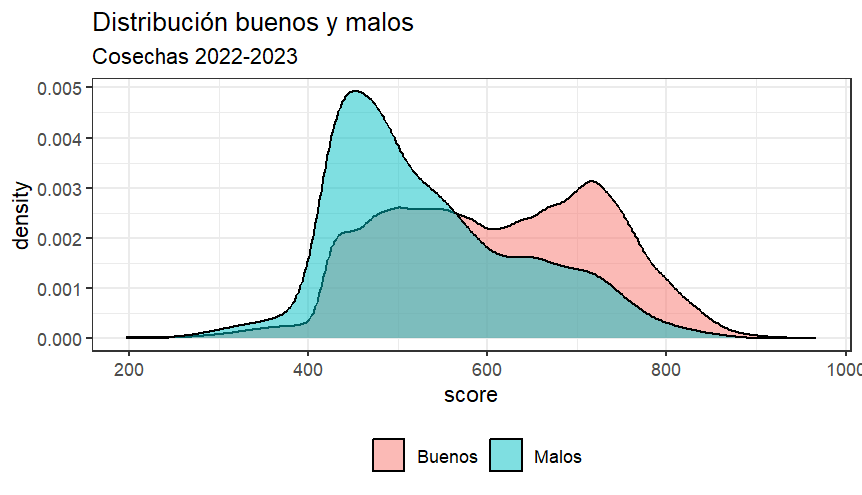 Distribución buenos y malos
Cosechas 2022-2023
0.005
0.004
0.003
0.002
0.001
0.000
density
200 400 600 800 1000
score
Buenos Malos